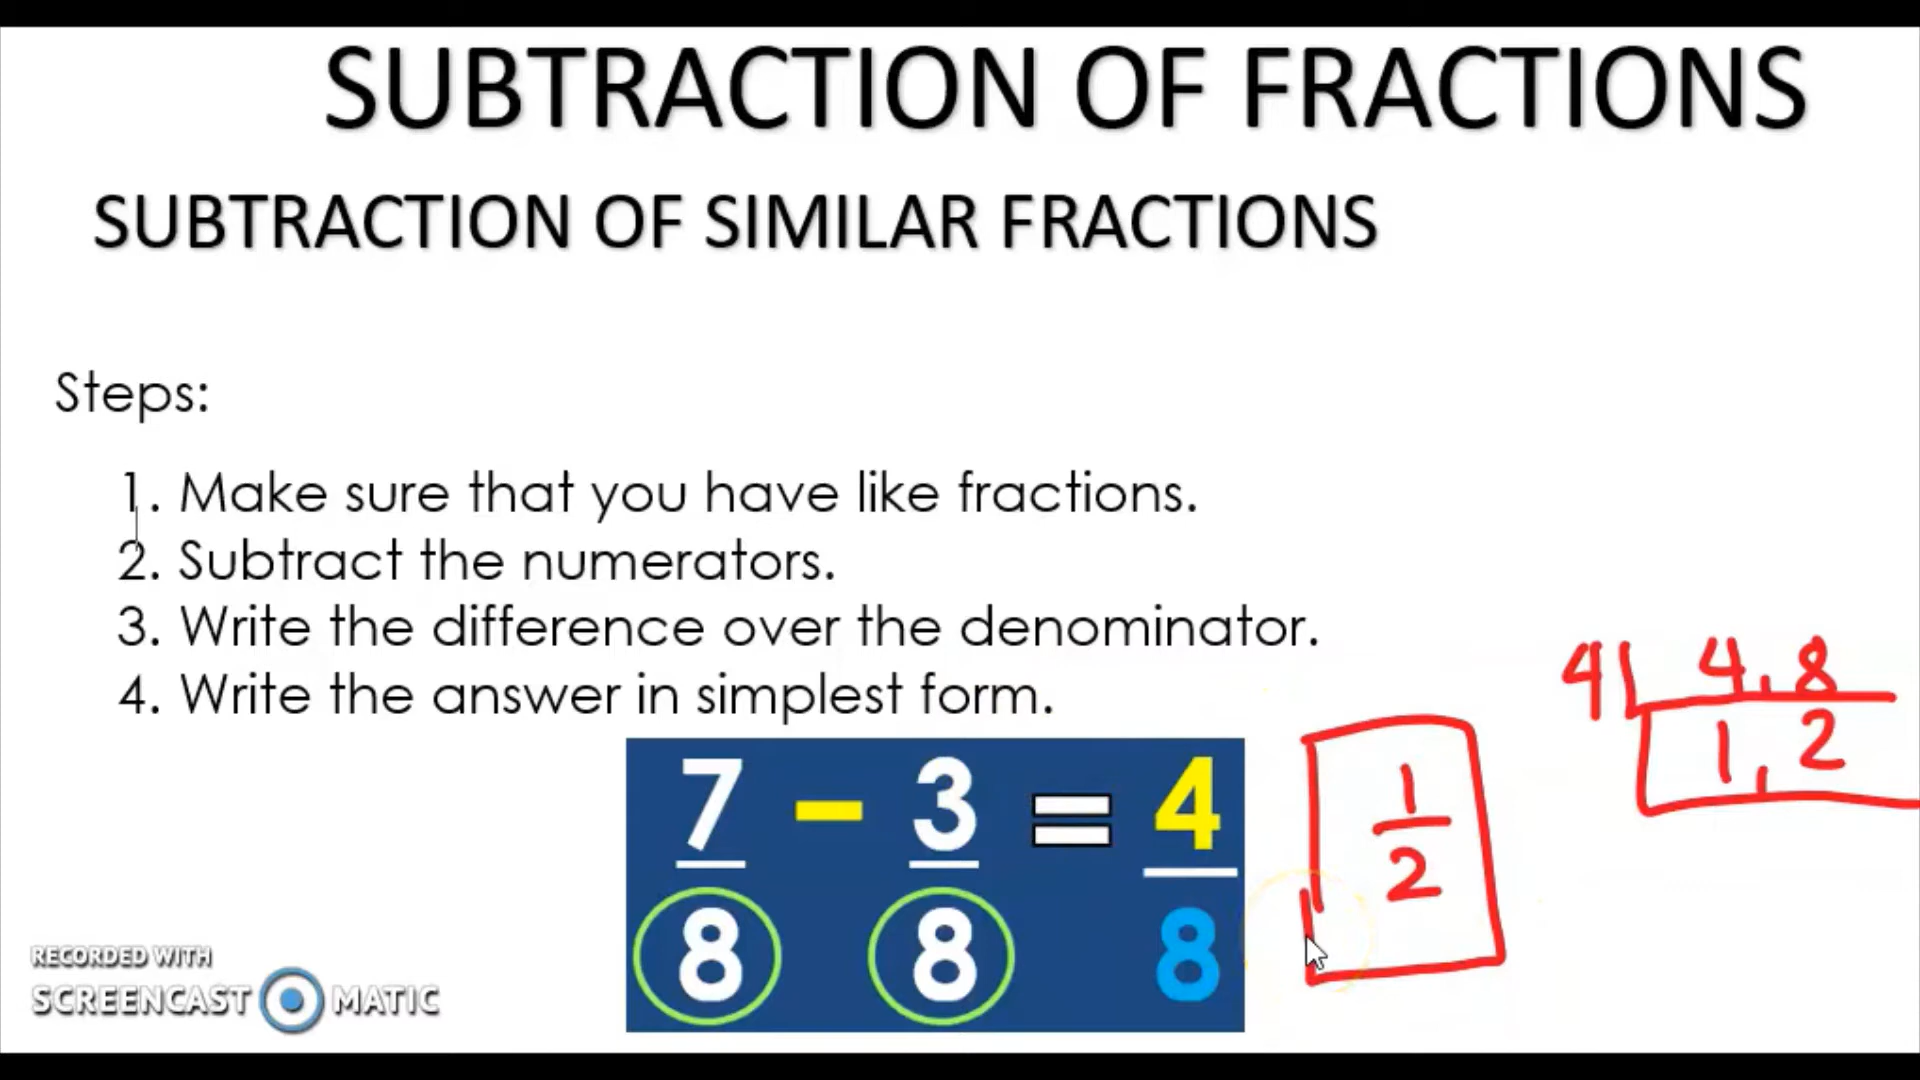 SUBTRACTION OF FRACTIONS
SUBTRACTION OF SIMILAR FRACTIONS
Steps:
1. Make sure that you have like fractions.
2. Subtract the numerators.
3. Write the difference over the denominator.
4. Write the answer in simplest form.
4 4, 8
1, 2
7 - 3 = 4
8 8 8
1
2
RECORDED WITH
SCREENCAST MATIC